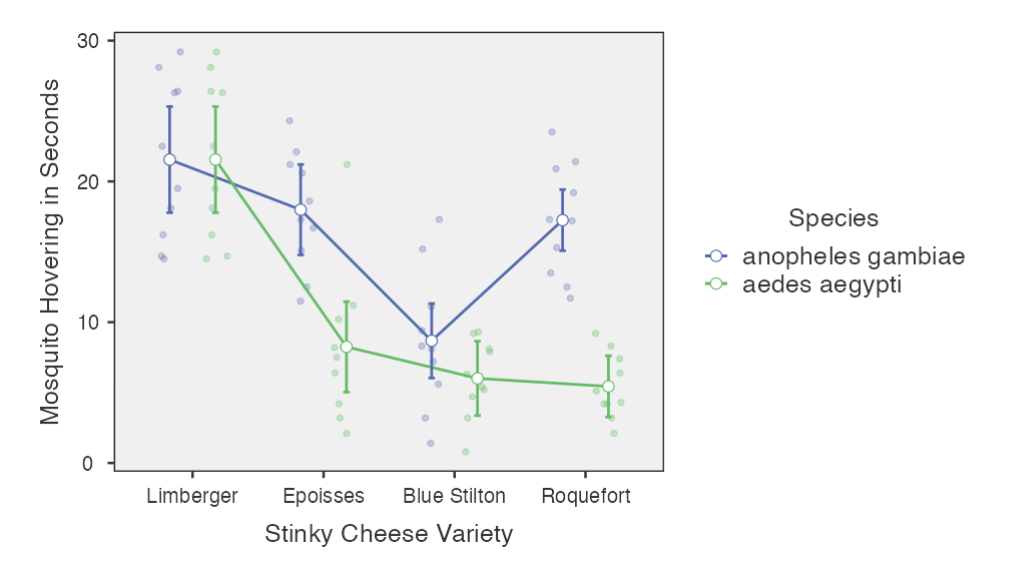 30
20
10
0
Mosquito Hovering in Seconds
Limberger Epoisses Blue Stilton Roquefort
Stinky Cheese Variety
Species
anopheles gambiae
aedes aegypti